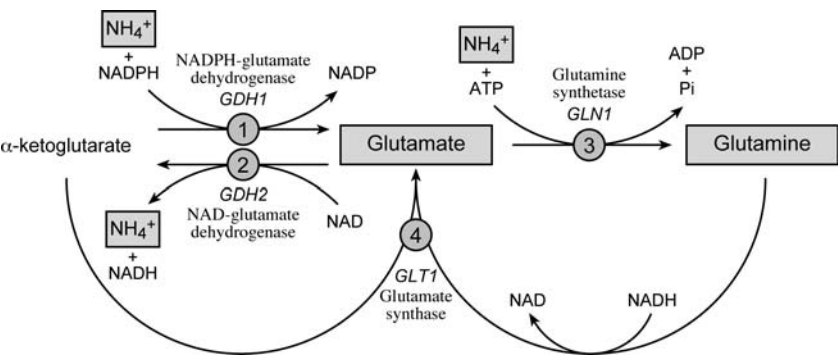 NH₄⁺
+
NADPH
NADPH-glutamate
dehydrogenase
GDH1
NADP
NH₄⁺
+
ATP
Glutamine
synthetase
GLN1
ADP
+
Pi
α-ketoglutarate
1
Glutamate
3
Glutamine
2
GDH2
NAD-glutamate
dehydrogenase
NH₄⁺
+
NADH
NAD
4
GLT1
Glutamate
synthase
NAD
NADH